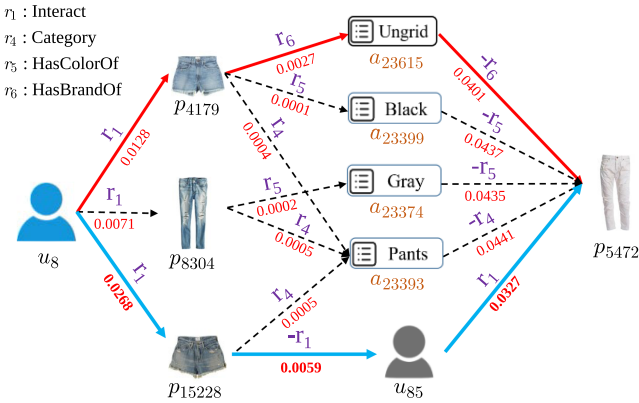 r₁ : Interact
r₄ : Category
r₅ : HasColorOf
r₆ : HasBrandOf
r₆
0.0027
Ungrid
a₂₃₆₁₅
-r₆
0.0401
r₁
0.0128
p₄₁₇₉
r₅
0.0001
Black
a₂₃₃₉₉
-r₅
0.0437
r₄
0.0004
r₁
0.0071
u₈
p₈₃₀₄
r₅
0.0002
Gray
a₂₃₃₇₄
-r₅
0.0435
r₄
0.0005
Pants
a₂₃₃₉₃
-r₄
0.0441
p₅₄₇₂
r₁
0.0268
r₄
0.0005
p₁₅₂₂₈
-r₁
0.0059
u₈₅
r₁
0.0327